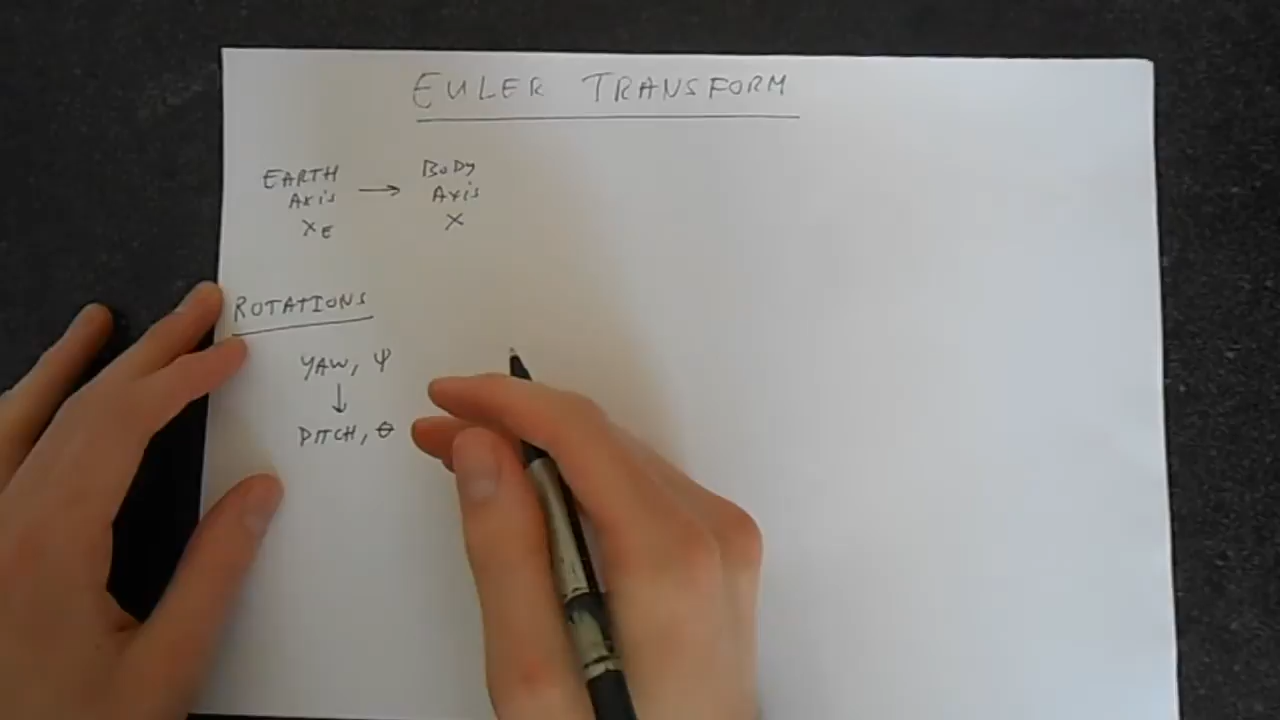 EULER TRANSFORM
EARTH → BODY
Axis Axis
XE X
ROTATIONS
YAW, Ψ
↓
PITCH, θ